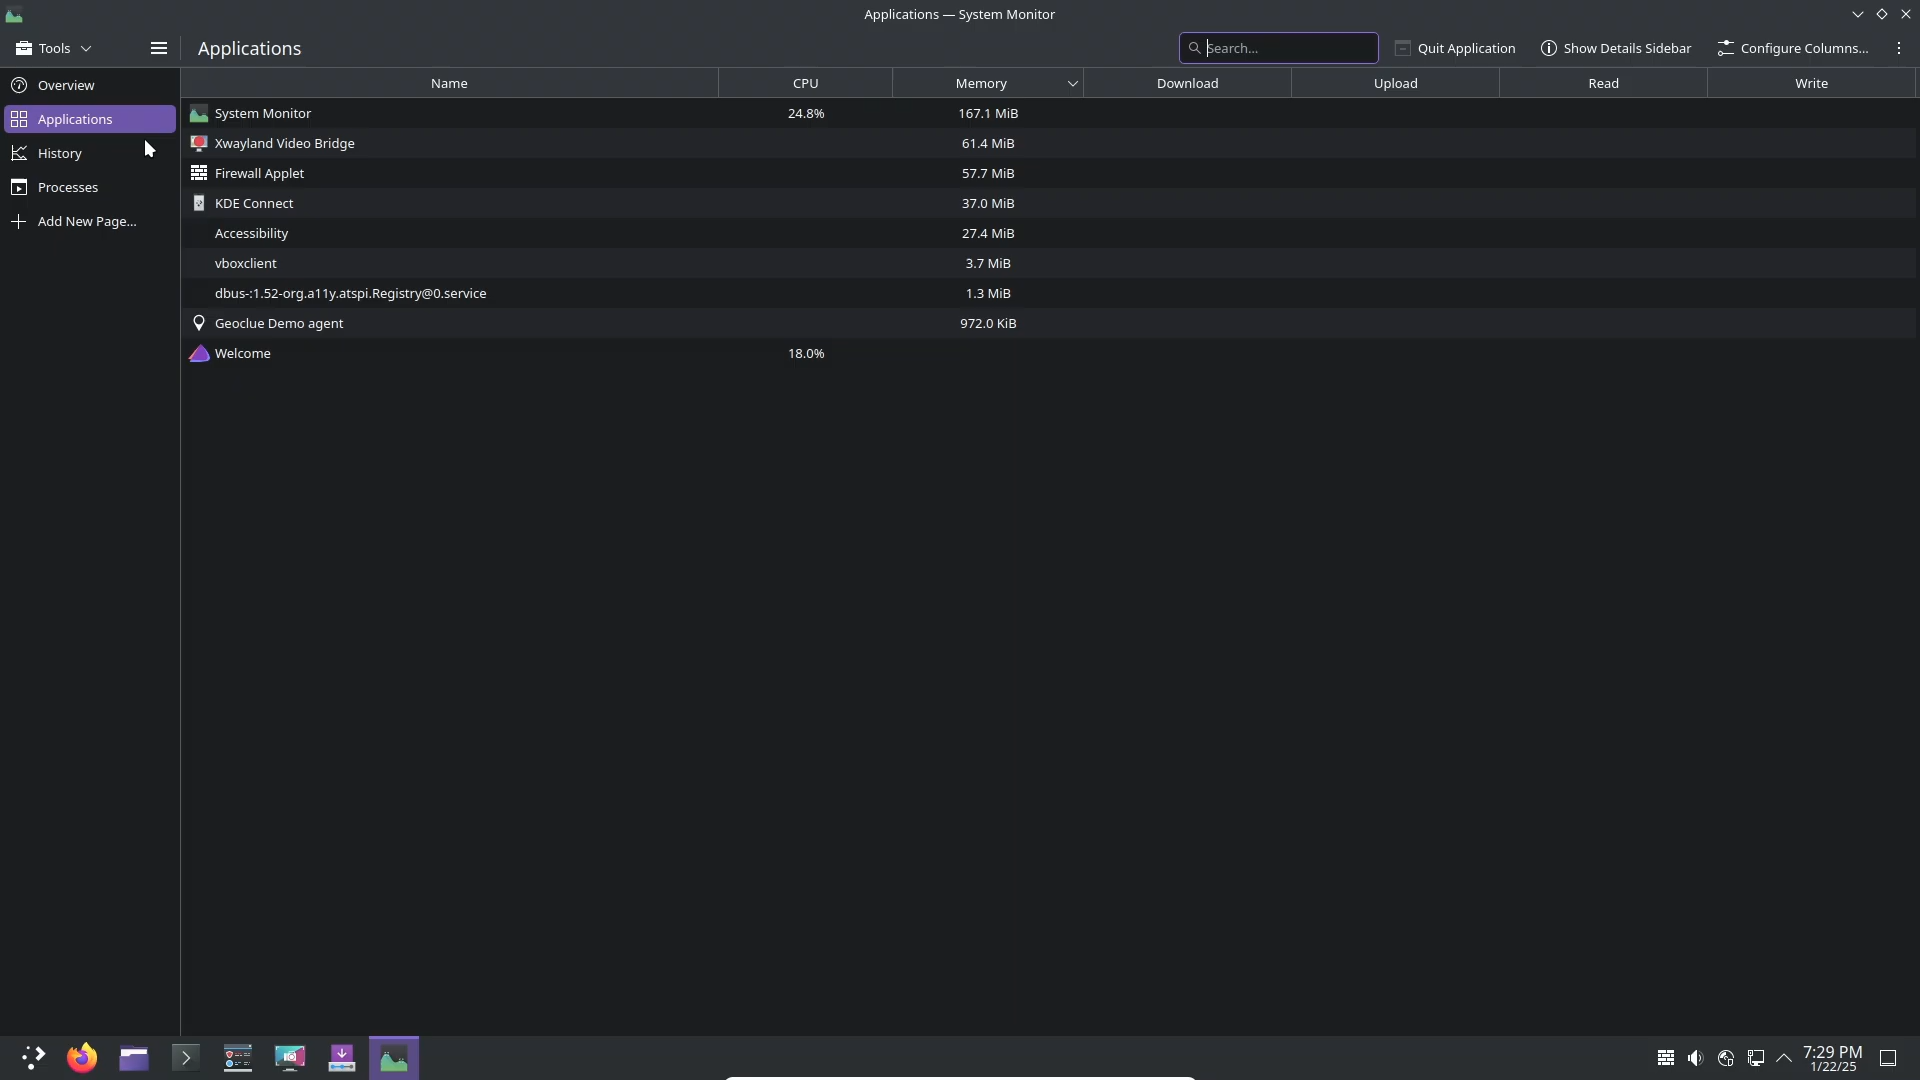 Applications — System Monitor
Tools
Applications
Search...
Quit Application
Show Details Sidebar
Configure Columns...
Overview
Applications
History
Processes
Add New Page...
Name CPU Memory Download Upload Read Write
System Monitor 24.8% 167.1 MiB
Xwayland Video Bridge 61.4 MiB
Firewall Applet 57.7 MiB
KDE Connect 37.0 MiB
Accessibility 27.4 MiB
vboxclient 3.7 MiB
dbus-:1.52-org.a11y.atspi.Registry@0.service 1.3 MiB
Geoclue Demo agent 972.0 KiB
Welcome 18.0%
7:29 PM
1/22/25